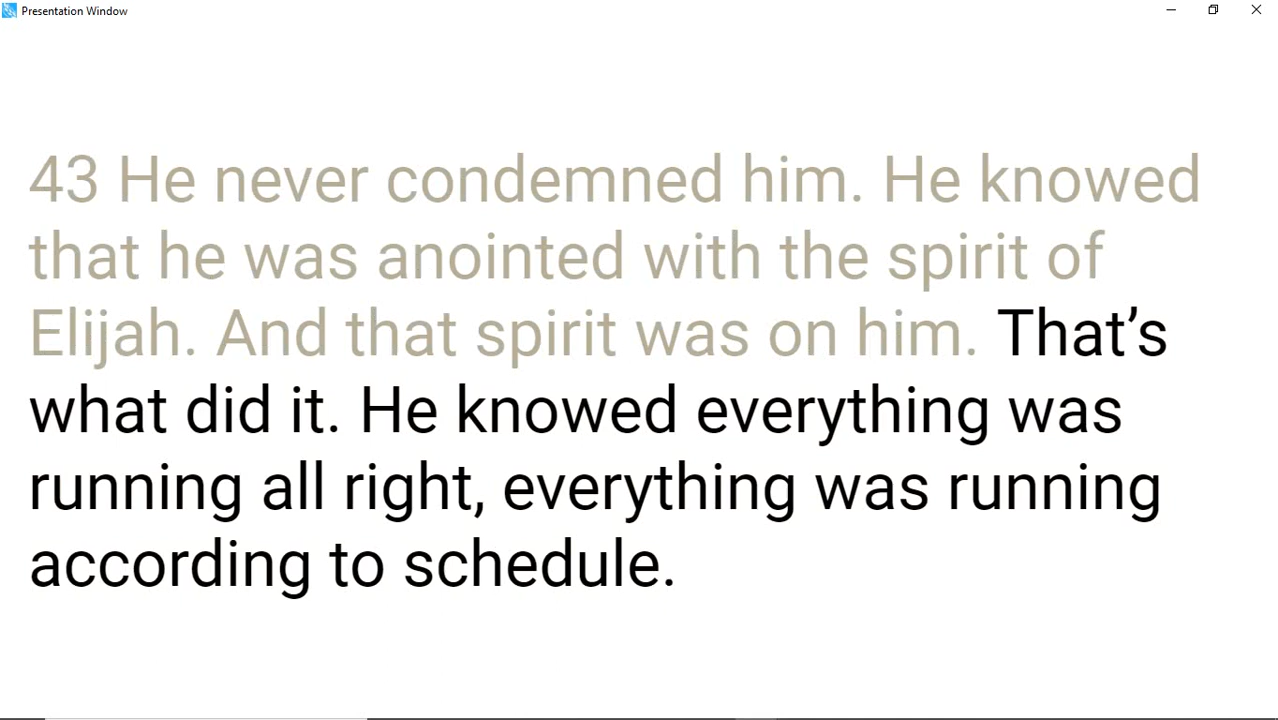 Presentation Window
43 He never condemned him. He knowed
that he was anointed with the spirit of
Elijah. And that spirit was on him. That’s
what did it. He knowed everything was
running all right, everything was running
according to schedule.